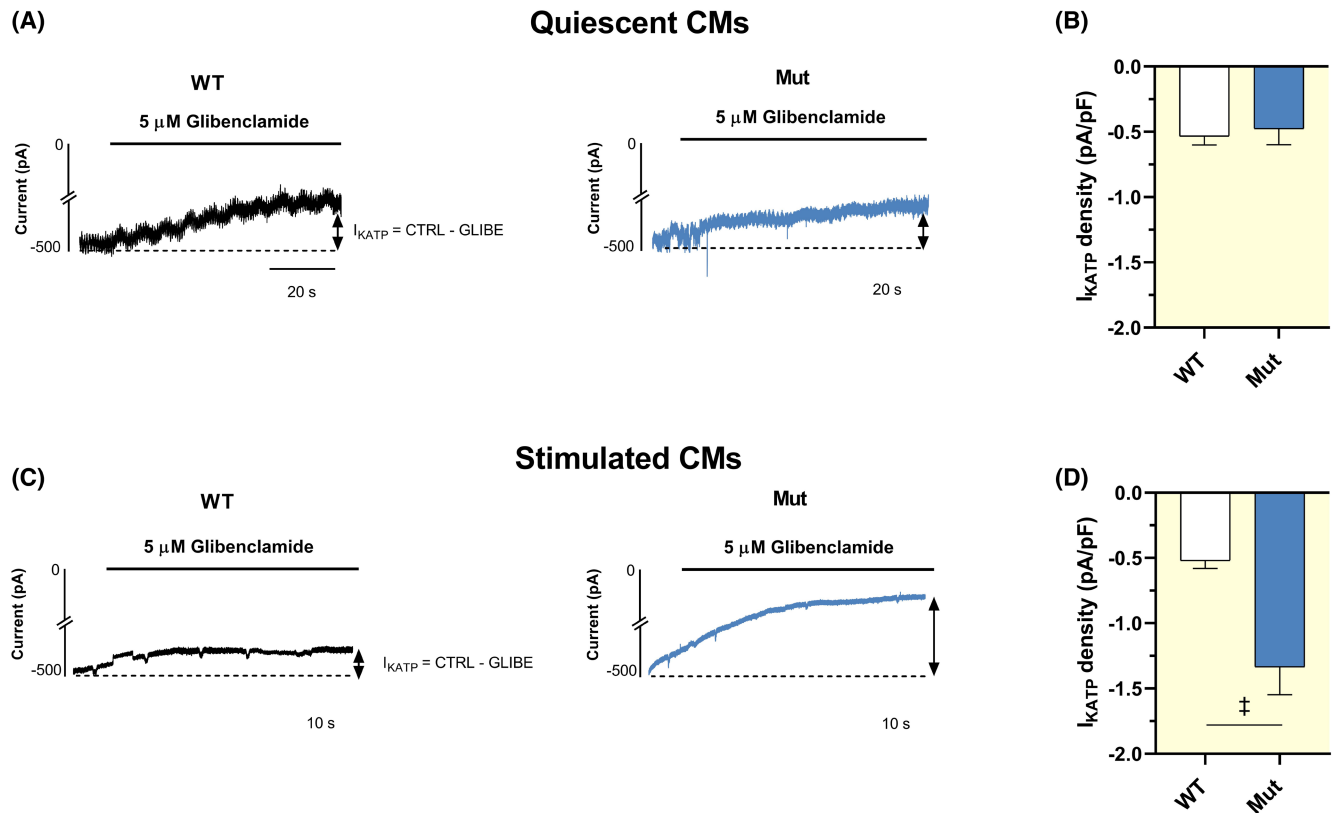 (A)
Quiescent CMs
(B)
WT
Mut
5 μM Glibenclamide
5 μM Glibenclamide
Current (pA)
0
-500
I_KATP = CTRL - GLIBE
20 s
Current (pA)
0
-500
20 s
I_KATP density (pA/pF)
0.0
-0.5
-1.0
-1.5
-2.0
WT
Mut
Stimulated CMs
(C)
(D)
WT
Mut
5 μM Glibenclamide
5 μM Glibenclamide
Current (pA)
0
-500
I_KATP = CTRL - GLIBE
10 s
Current (pA)
0
-500
10 s
I_KATP density (pA/pF)
0.0
-0.5
-1.0
-1.5
-2.0
‡
WT
Mut